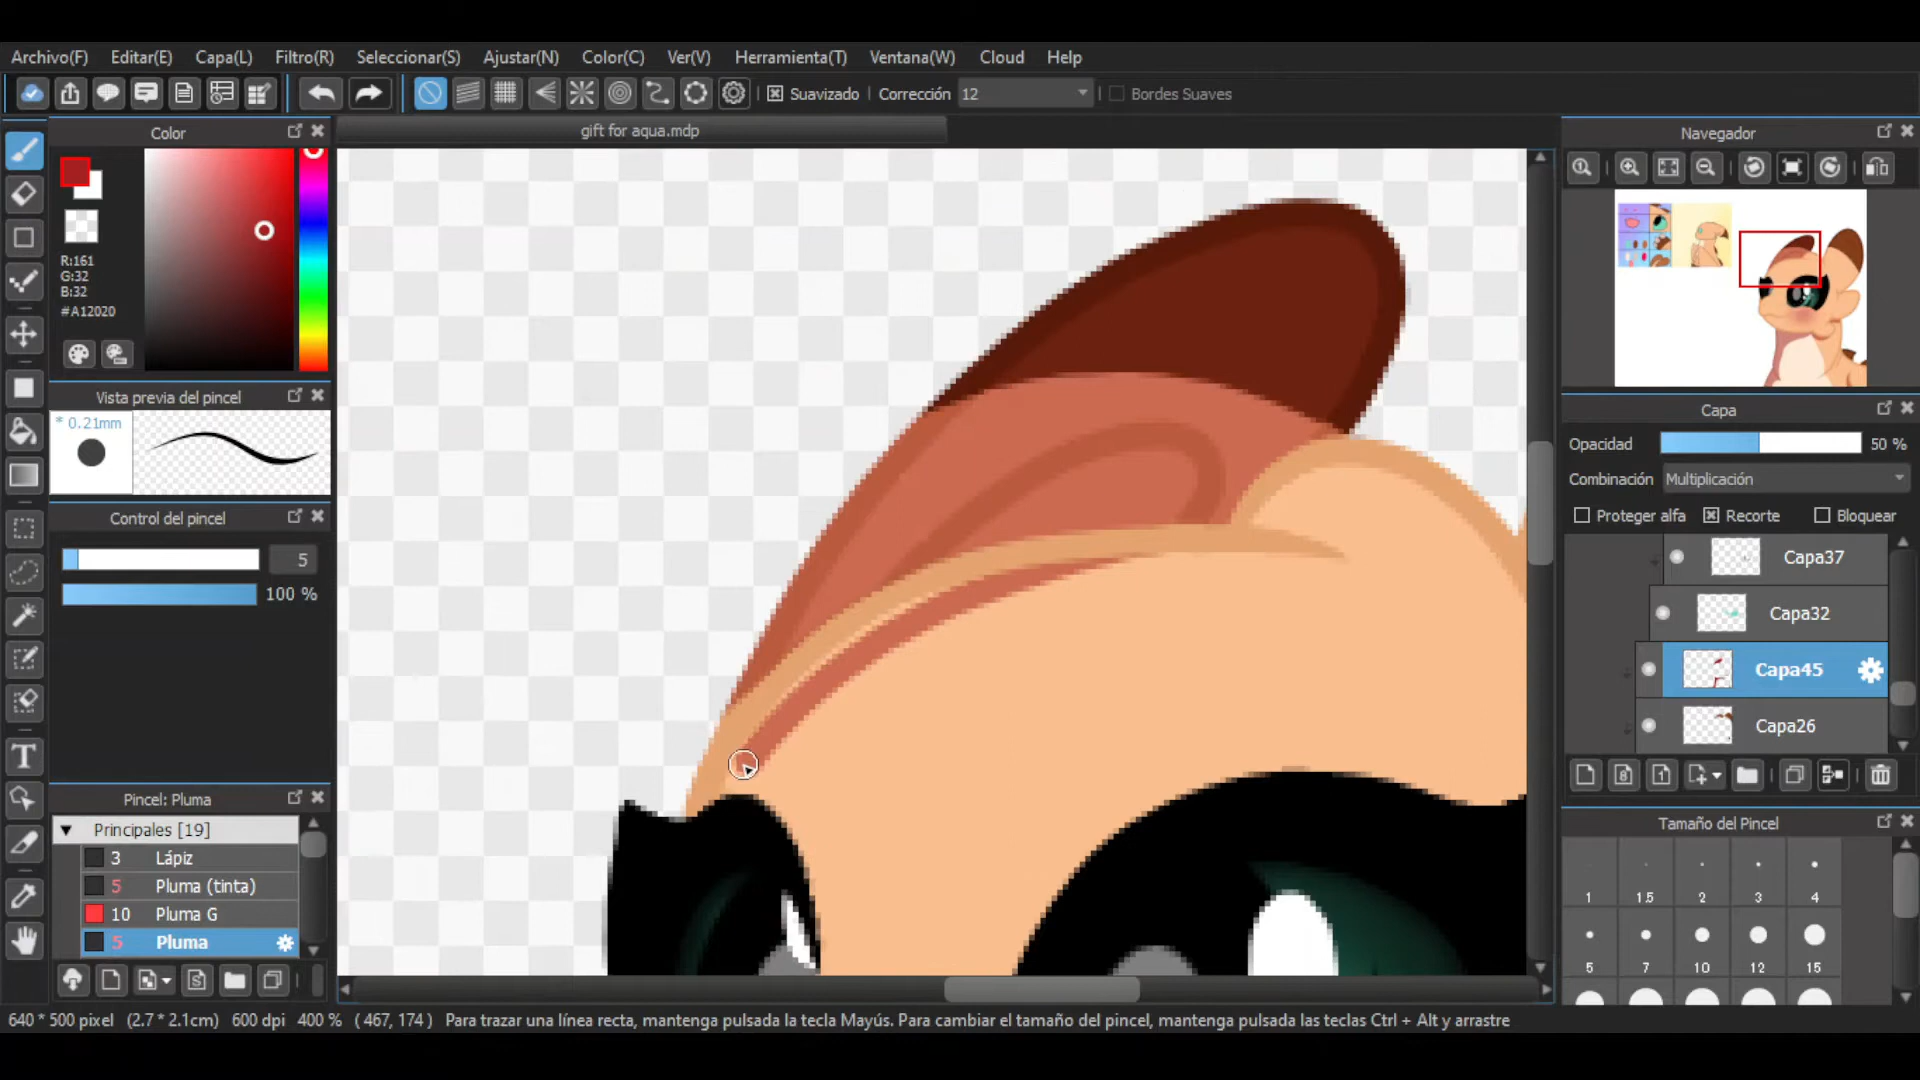 Archivo(F) Editar(E) Capa(L) Filtro(R) Seleccionar(S) Ajustar(N) Color(C) Ver(V) Herramienta(T) Ventana(W) Cloud Help
Suavizado Corrección 12 Bordes Suaves
Color
gift for aqua.mdp
Navegador
R:161
G:32
B:32
#A12020
Vista previa del pincel
* 0.21mm
Control del pincel
5
100 %
Capa
Opacidad 50 %
Combinación Multiplicación
Proteger alfa Recorte Bloquear
Capa37
Capa32
Capa45
Capa26
Pincel: Pluma
Principales [19]
3 Lápiz
5 Pluma (tinta)
10 Pluma G
5 Pluma
Tamaño del Pincel
1 1.5 2 3 4
5 7 10 12 15
640 * 500 pixel (2.7 * 2.1cm) 600 dpi 400 % ( 467, 174 ) Para trazar una línea recta, mantenga pulsada la tecla Mayús. Para cambiar el tamaño del pincel, mantenga pulsada las teclas Ctrl + Alt y arrastre